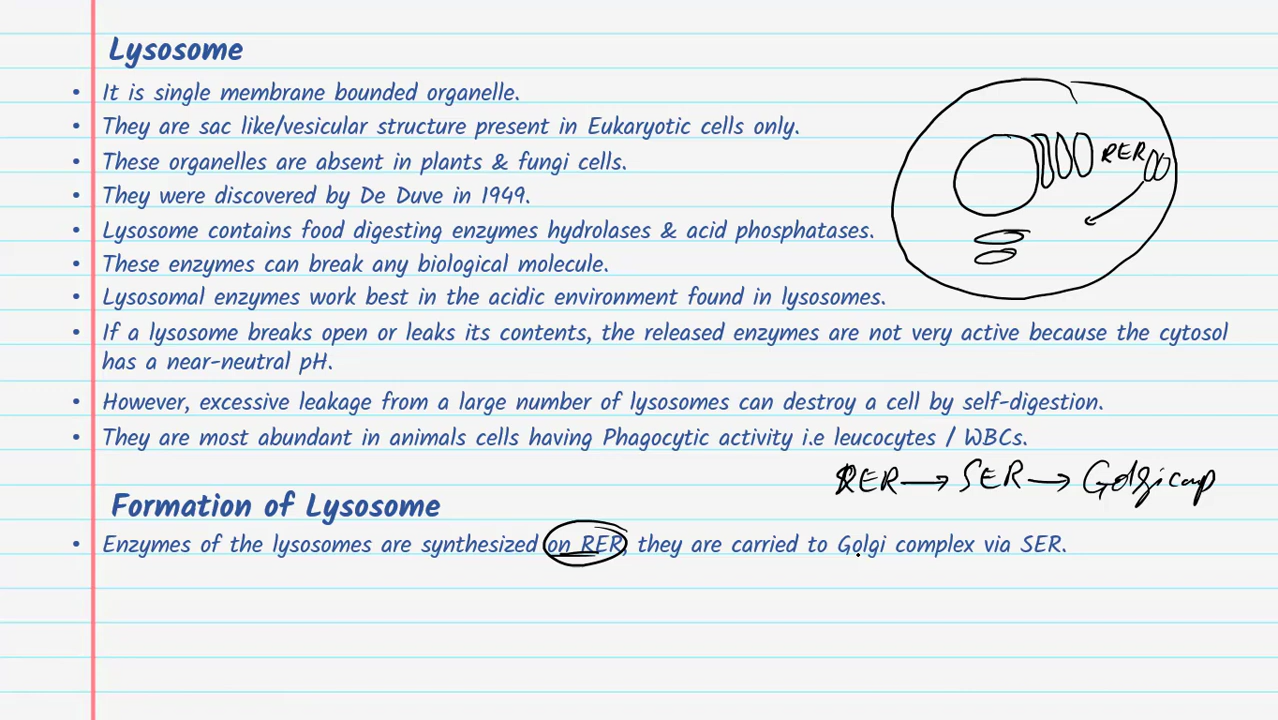 Lysosome
• It is single membrane bounded organelle.
• They are sac like/vesicular structure present in Eukaryotic cells only.
• These organelles are absent in plants & fungi cells.
RER
• They were discovered by De Duve in 1949.
• Lysosome contains food digesting enzymes hydrolases & acid phosphatases.
• These enzymes can break any biological molecule.
• Lysosomal enzymes work best in the acidic environment found in lysosomes.
• If a lysosome breaks open or leaks its contents, the released enzymes are not very active because the cytosol
has a near-neutral pH.
• However, excessive leakage from a large number of lysosomes can destroy a cell by self-digestion.
• They are most abundant in animals cells having Phagocytic activity i.e leucocytes / WBCs.
RER → SER → Golgi comp
Formation of Lysosome
• Enzymes of the lysosomes are synthesized on RER, they are carried to Golgi complex via SER.